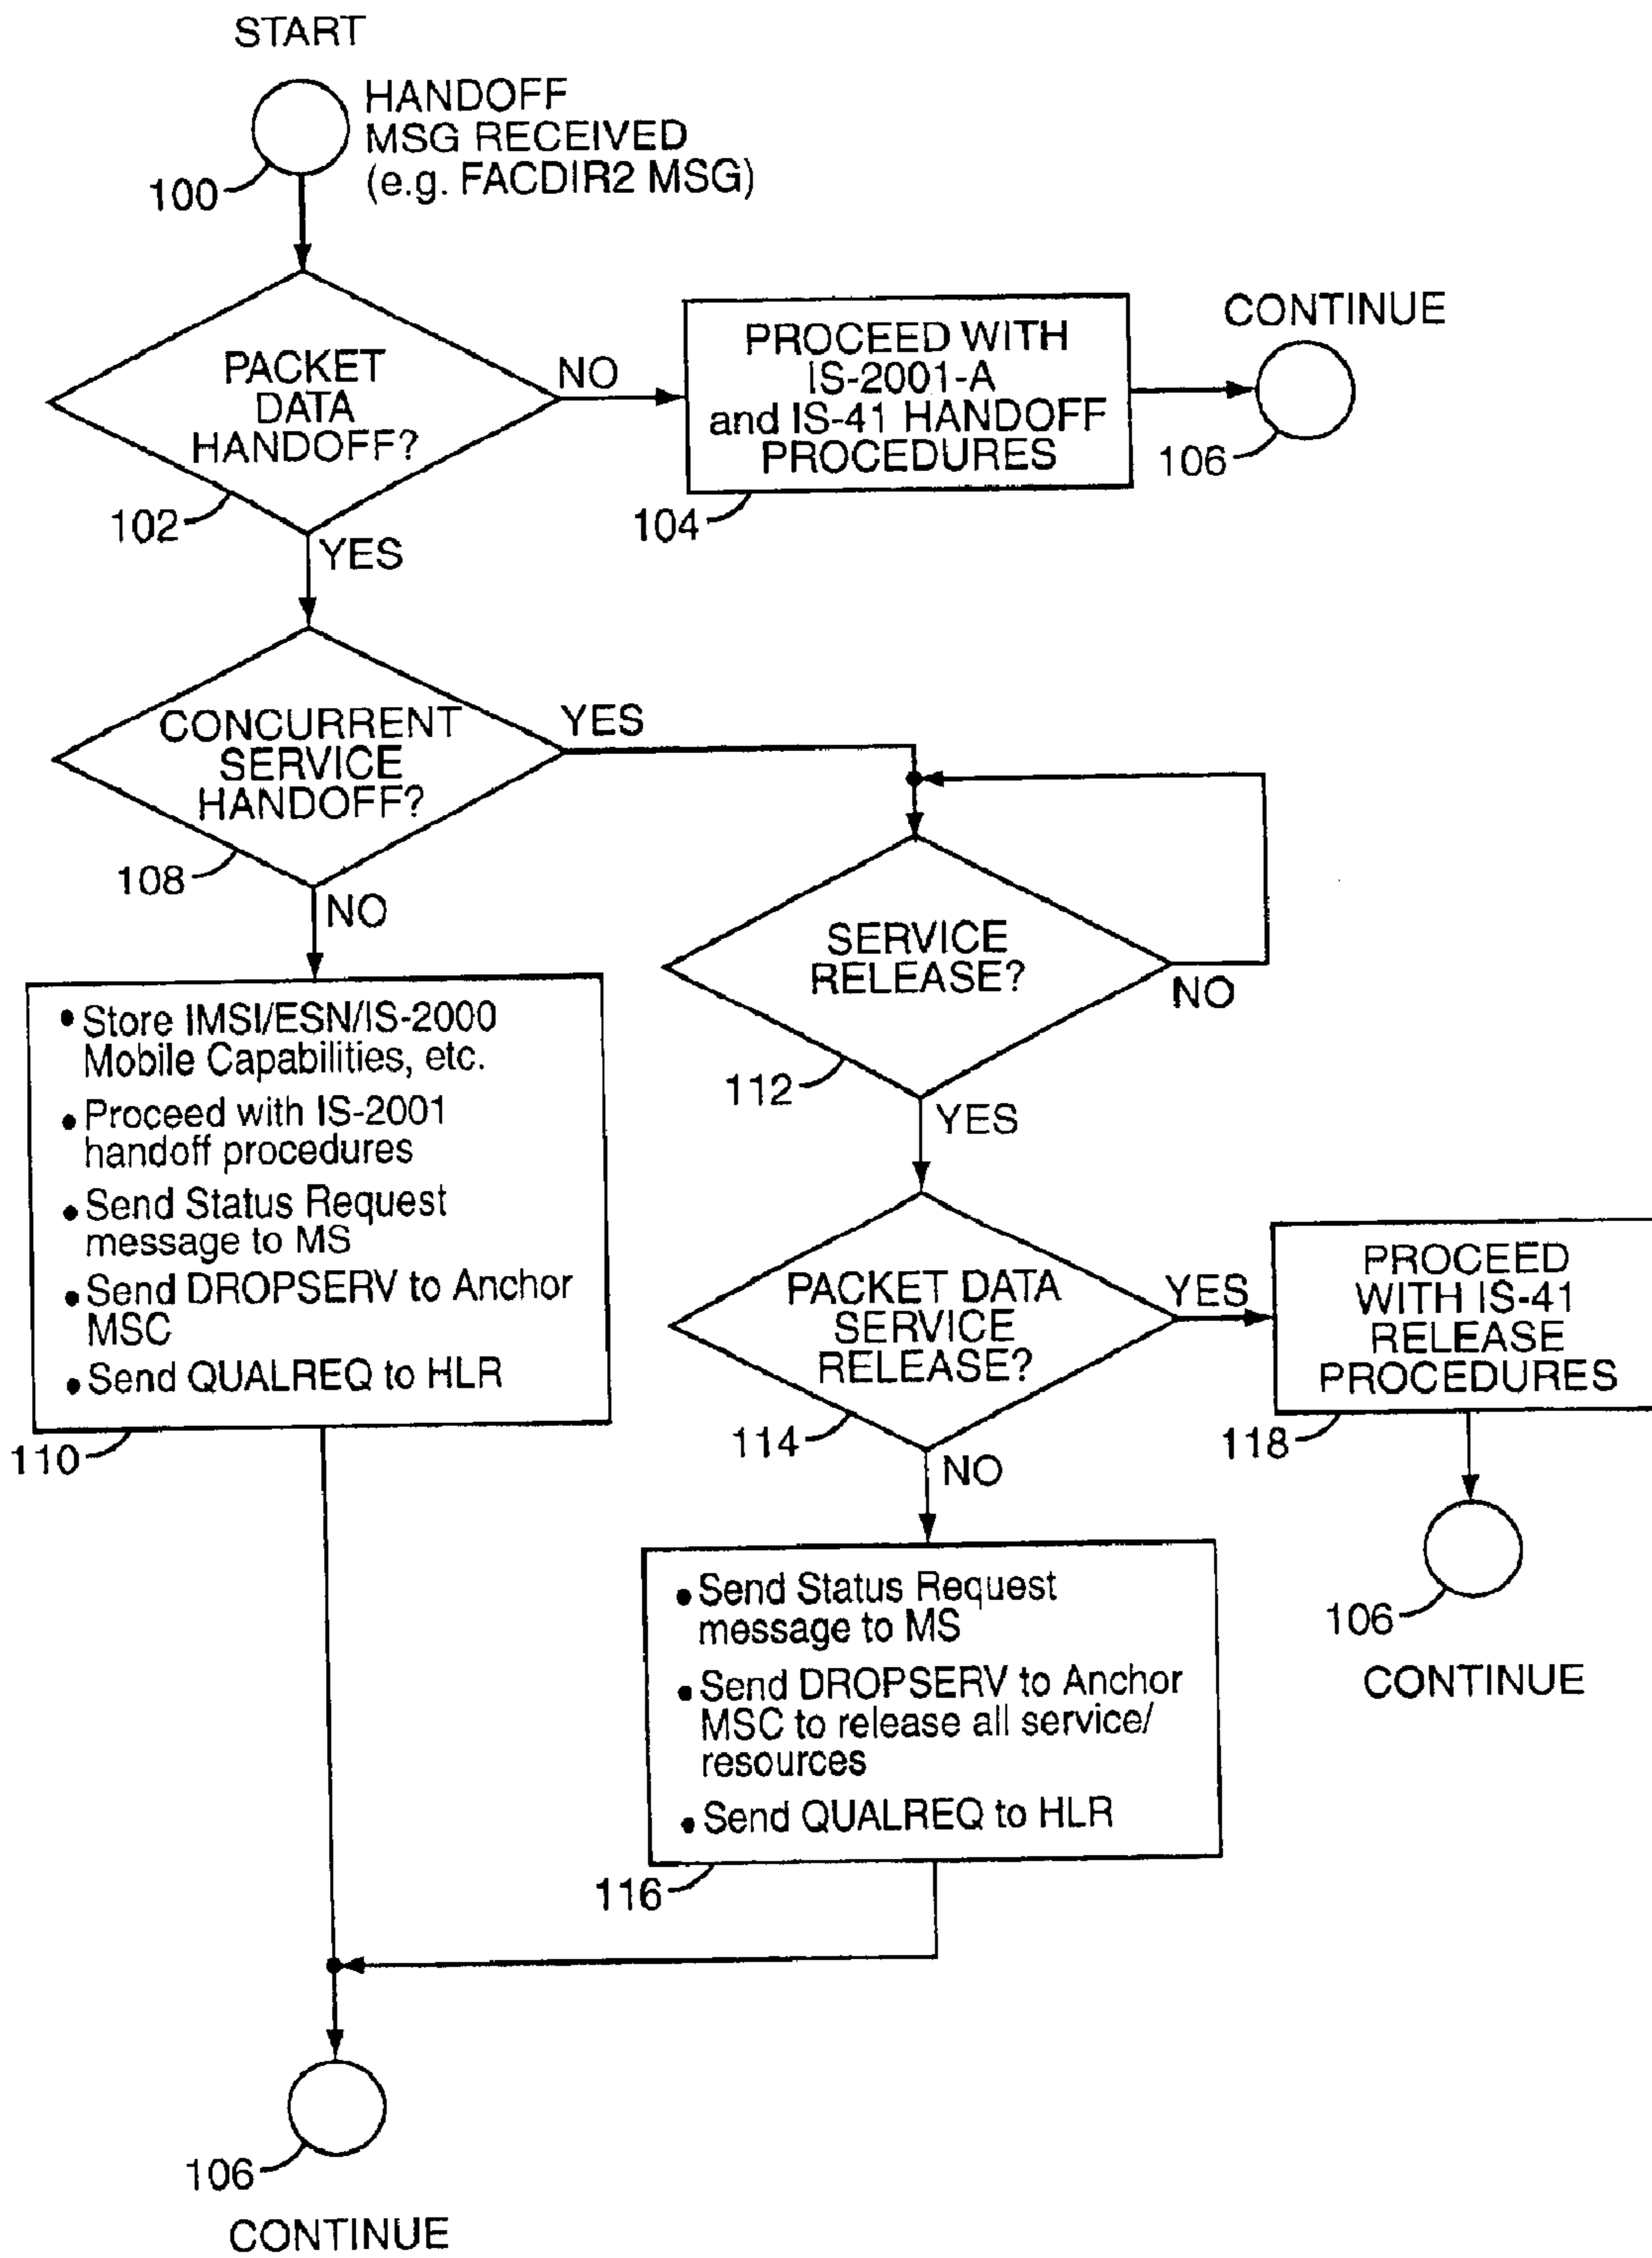 START
HANDOFF
MSG RECEIVED
(e.g. FACDIR2 MSG)
100
PACKET
DATA
HANDOFF?
NO
102
YES
PROCEED WITH
IS-2001-A
and IS-41 HANDOFF
PROCEDURES
104
CONTINUE
106
CONCURRENT
SERVICE
HANDOFF?
YES
108
NO
SERVICE
RELEASE?
NO
112
YES
• Store IMSI/ESN/IS-2000
Mobile Capabilities, etc.
• Proceed with IS-2001
handoff procedures
• Send Status Request
message to MS
• Send DROPSERV to Anchor
MSC
• Send QUALREQ to HLR
110
PACKET DATA
SERVICE
RELEASE?
YES
114
NO
PROCEED
WITH IS-41
RELEASE
PROCEDURES
118
106
CONTINUE
• Send Status Request
message to MS
• Send DROPSERV to Anchor
MSC to release all service/
resources
• Send QUALREQ to HLR
116
106
CONTINUE